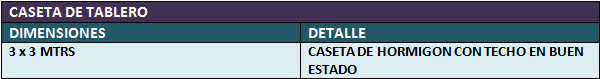 CASETA DE TABLERO
DIMENSIONES DETALLE
3 x 3 MTRS CASETA DE HORMIGON CON TECHO EN BUEN
ESTADO